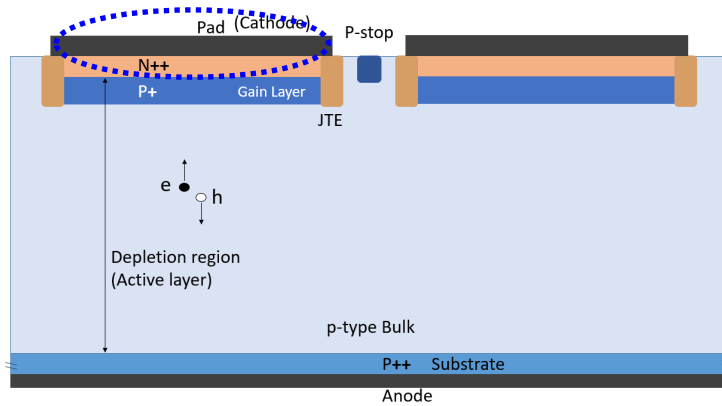 Pad (Cathode)
P-stop
N++
P+ Gain Layer
JTE
e h
Depletion region
(Active layer)
p-type Bulk
P++ Substrate
Anode